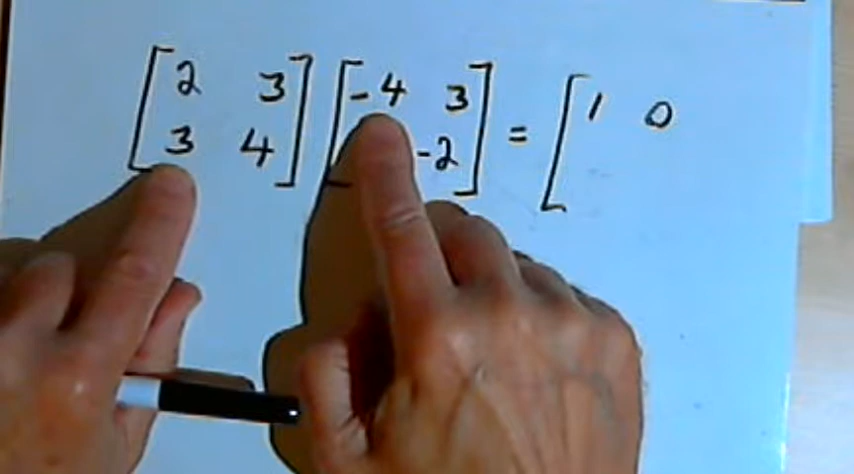 [2 3] [-4 3] = [1 0
[3 4] [-2]